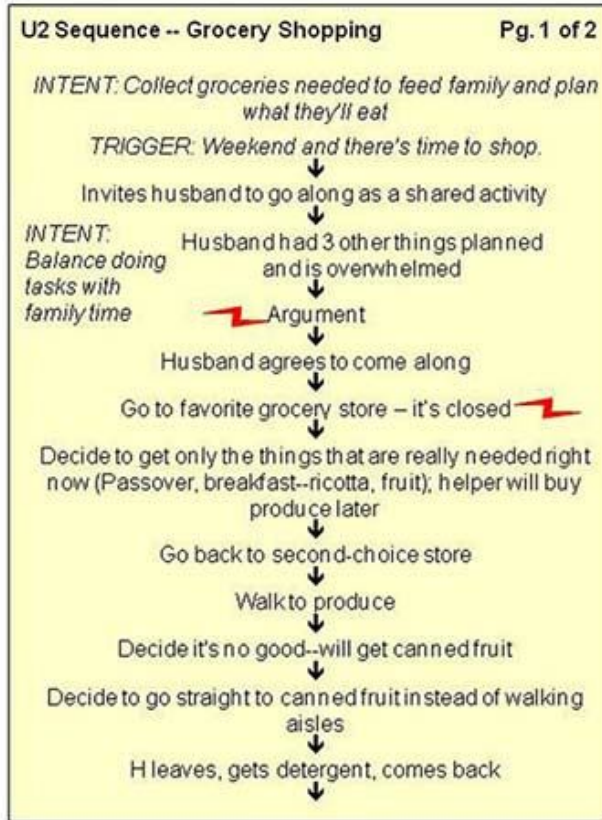 U2 Sequence -- Grocery Shopping Pg. 1 of 2
INTENT: Collect groceries needed to feed family and plan
what they'll eat
TRIGGER: Weekend and there's time to shop.
Invites husband to go along as a shared activity
INTENT:
Balance doing
tasks with
family time
Husband had 3 other things planned
and is overwhelmed
Argument
Husband agrees to come along
Go to favorite grocery store – it's closed
Decide to get only the things that are really needed right
now (Passover, breakfast--ricotta, fruit); helper will buy
produce later
Go back to second-choice store
Walk to produce
Decide it's no good--will get canned fruit
Decide to go straight to canned fruit instead of walking
aisles
H leaves, gets detergent, comes back